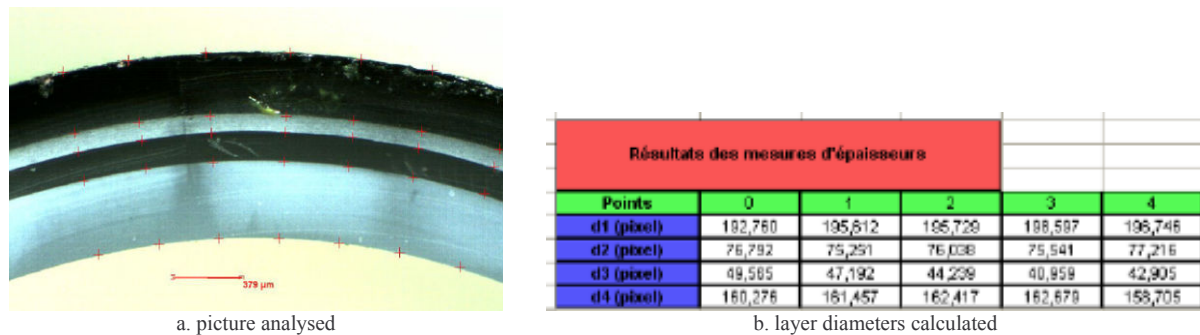 379 µm
a. picture analysed
Résultats des mesures d'épaisseurs
Points 0 1 2 3 4
d1 (pixel) 192,760 195,612 195,729 198,597 196,746
d2 (pixel) 76,792 75,251 76,038 75,541 77,216
d3 (pixel) 49,565 47,192 44,239 40,959 42,905
d4 (pixel) 160,276 161,457 162,417 162,679 158,705
b. layer diameters calculated